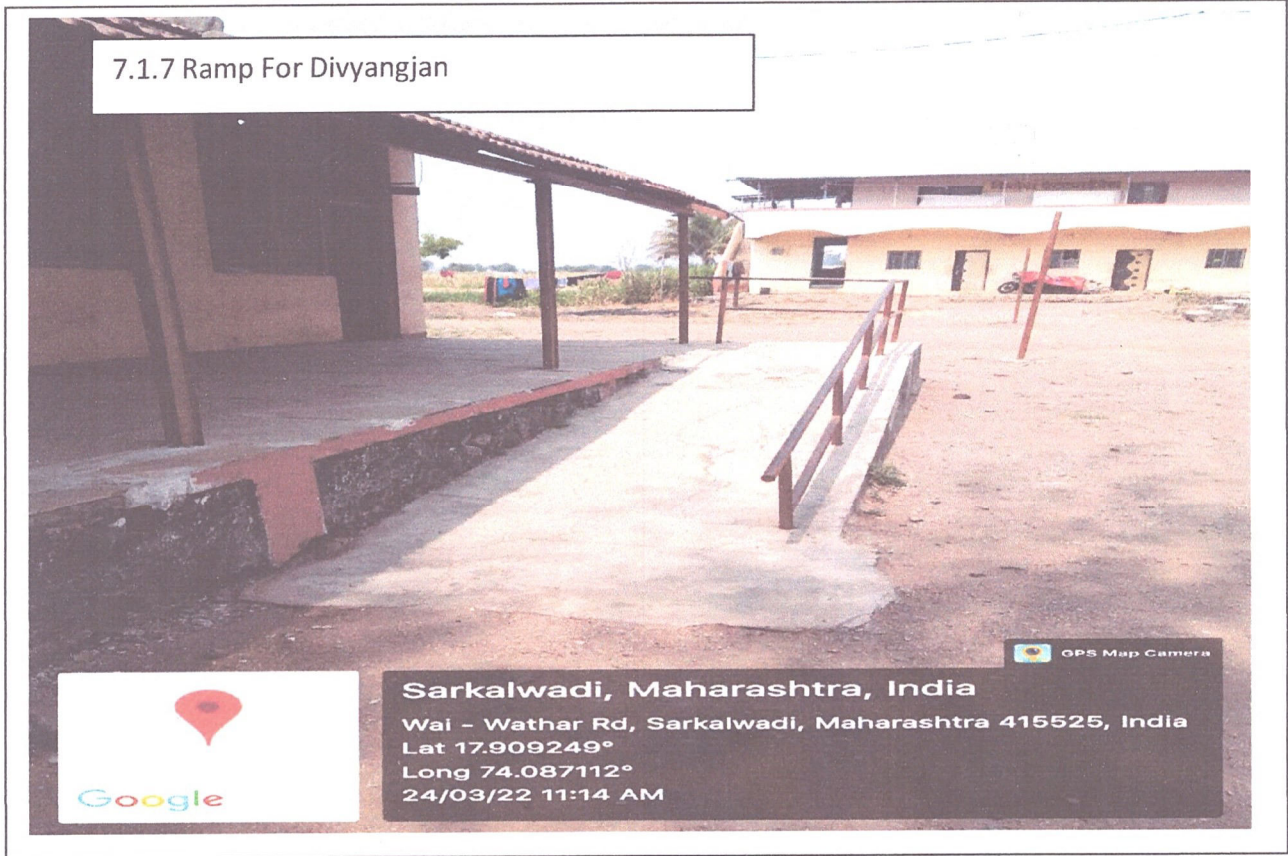 7.1.7 Ramp For Divyangjan
GPS Map Camera
Sarkalwadi, Maharashtra, India
Wai - Wathar Rd, Sarkalwadi, Maharashtra 415525, India
Lat 17.909249°
Long 74.087112°
24/03/22 11:14 AM
Google